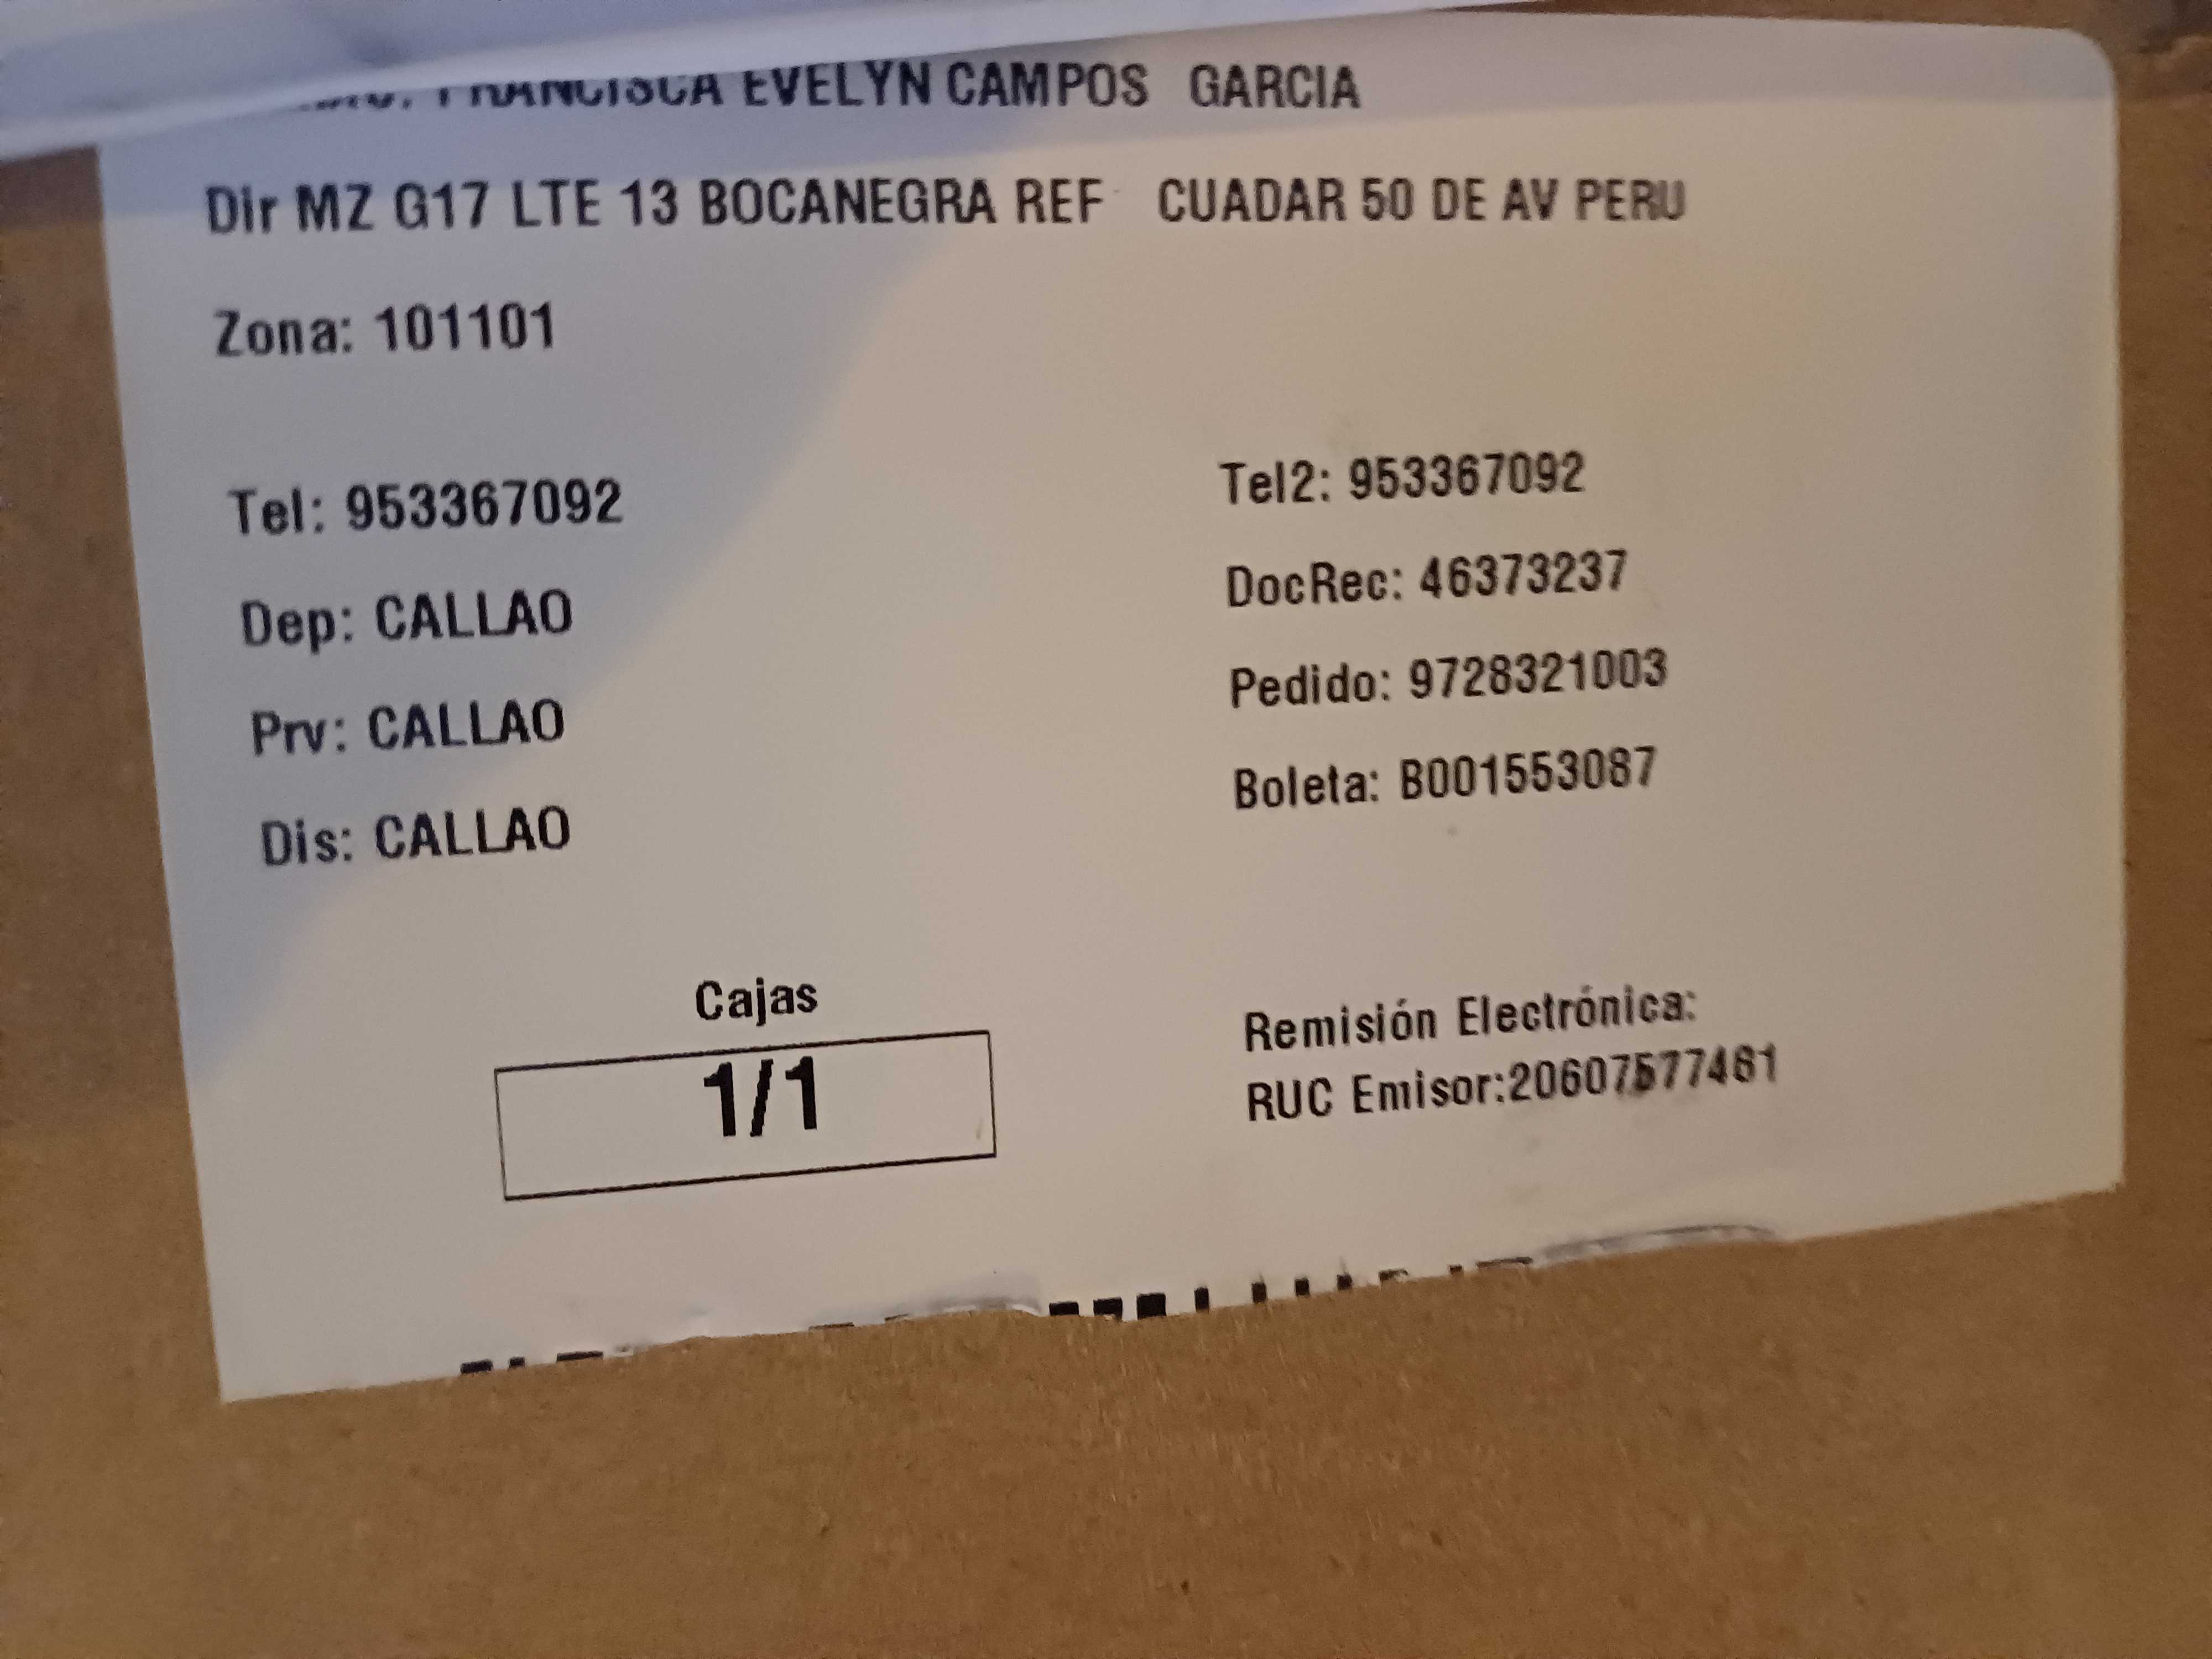 FRANCISCA EVELYN CAMPOS GARCIA
Dir MZ G17 LTE 13 BOCANEGRA REF CUADAR 50 DE AV PERU
Zona: 101101
Tel: 953367092
Tel2: 953367092
Dep: CALLAO
DocRec: 46373237
Prv: CALLAO
Pedido: 9728321003
Dis: CALLAO
Boleta: B001553087
Cajas
1/1
Remisión Electrónica:
RUC Emisor:20607577461